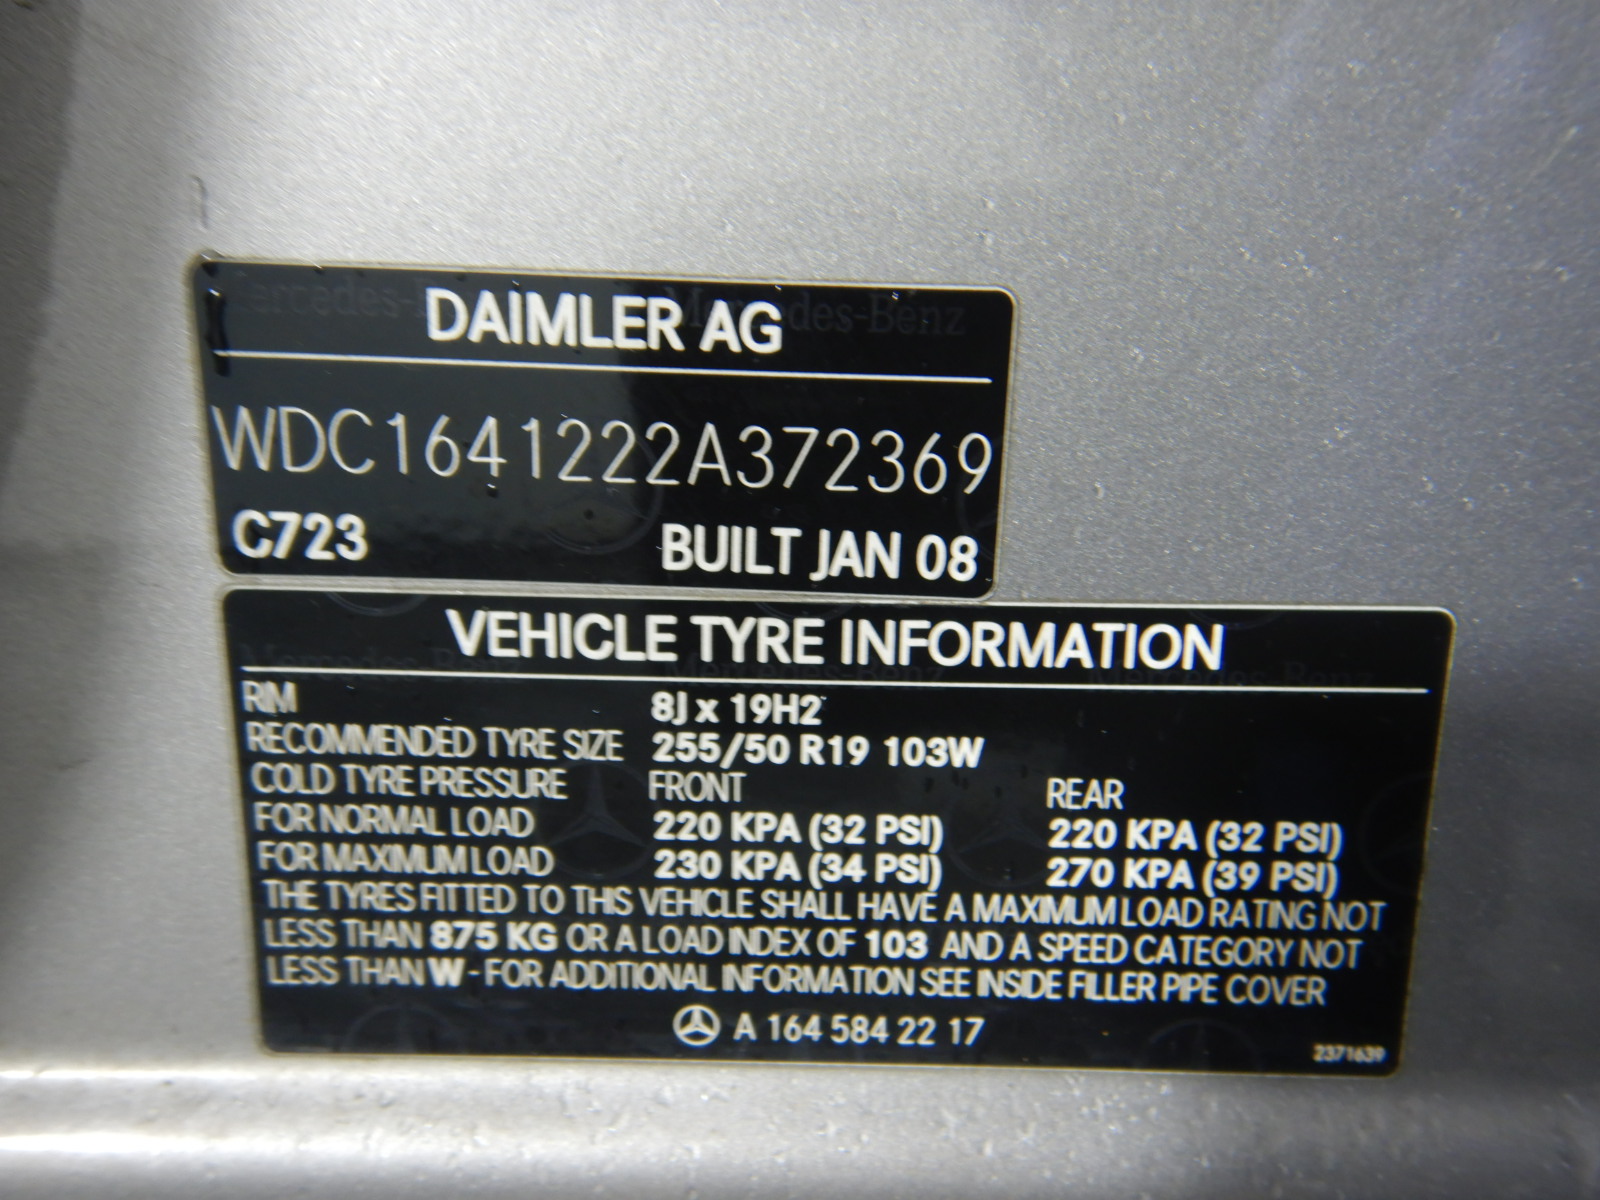 DAIMLER AG
WDC1641222A372369
C723 BUILT JAN 08
VEHICLE TYRE INFORMATION
RIM 8J x 19H2
RECOMMENDED TYRE SIZE 255/50 R19 103W
COLD TYRE PRESSURE FRONT REAR
FOR NORMAL LOAD 220 KPA (32 PSI) 220 KPA (32 PSI)
FOR MAXIMUM LOAD 230 KPA (34 PSI) 270 KPA (39 PSI)
THE TYRES FITTED TO THIS VEHICLE SHALL HAVE A MAXIMUM LOAD RATING NOT
LESS THAN 875 KG OR A LOAD INDEX OF 103 AND A SPEED CATEGORY NOT
LESS THAN W - FOR ADDITIONAL INFORMATION SEE INSIDE FILLER PIPE COVER
A 164 584 22 17
2371639